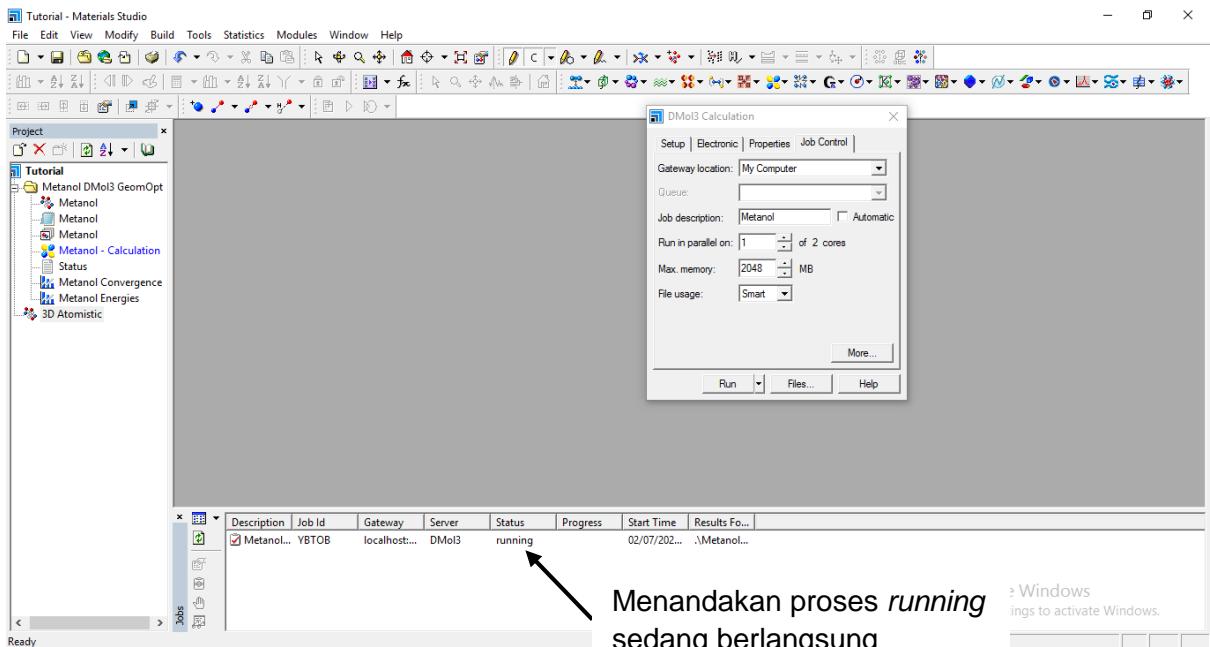 Tutorial - Materials Studio
File Edit View Modify Build Tools Statistics Modules Window Help
Project
Tutorial
Metanol DMol3 GeomOpt
Metanol
Metanol
Metanol
Metanol - Calculation
Status
Metanol Convergence
Metanol Energies
3D Atomistic
DMol3 Calculation
Setup Electronic Properties Job Control
Gateway location: My Computer
Queue:
Job description: Metanol Automatic
Run in parallel on: 1 of 2 cores
Max. memory: 2048 MB
File usage: Smart
More...
Run Files... Help
Jobs
Description Job Id Gateway Server Status Progress Start Time Results Fo...
Metanol... YBTOB localhost:... DMol3 running 02/07/202... .\Metanol...
Menandakan proses running
sedang berlangsung
Windows
to activate Windows.
Ready